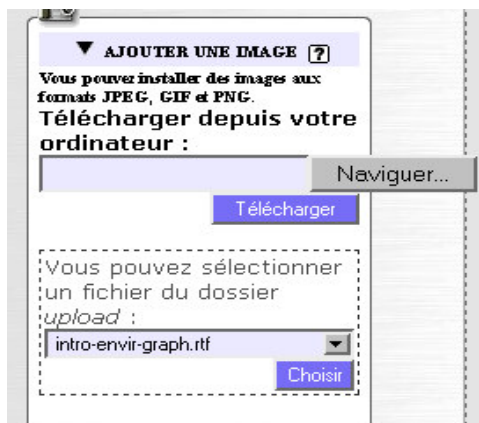 ▼ AJOUTER UNE IMAGE ?
Vous pouvez installer des images aux
formats JPEG, GIF et PNG.
Télécharger depuis votre
ordinateur :
Naviguer...
Télécharger
Vous pouvez sélectionner
un fichier du dossier
upload :
intro-envir-graph.rtf
Choisir